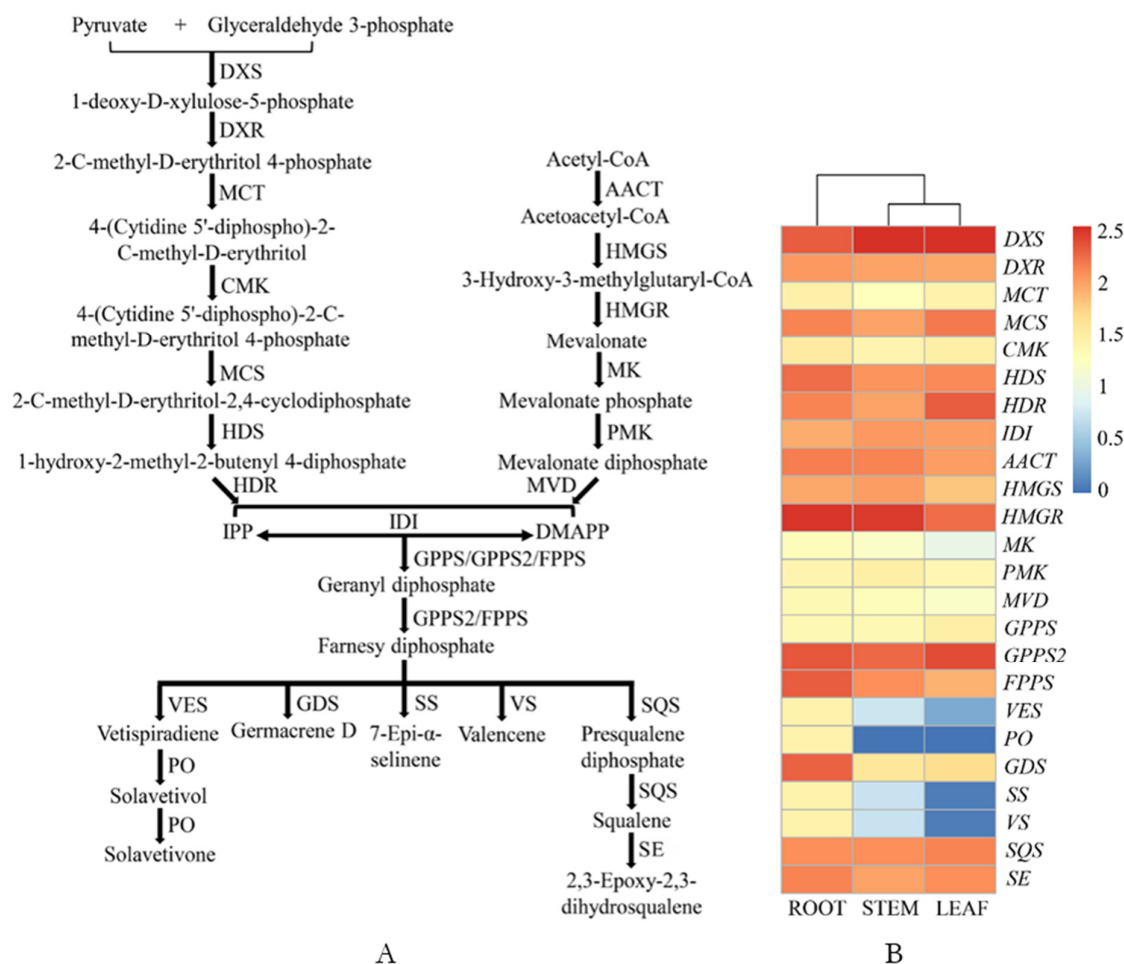 Pyruvate + Glyceraldehyde 3-phosphate
DXS
1-deoxy-D-xylulose-5-phosphate
DXR
2-C-methyl-D-erythritol 4-phosphate
MCT
4-(Cytidine 5'-diphospho)-2-
C-methyl-D-erythritol
CMK
4-(Cytidine 5'-diphospho)-2-C-
methyl-D-erythritol 4-phosphate
MCS
2-C-methyl-D-erythritol-2,4-cyclodiphosphate
HDS
1-hydroxy-2-methyl-2-butenyl 4-diphosphate
HDR
Acetyl-CoA
AACT
Acetoacetyl-CoA
HMGS
3-Hydroxy-3-methylglutaryl-CoA
HMGR
Mevalonate
MK
Mevalonate phosphate
PMK
Mevalonate diphosphate
MVD
IPP
IDI
DMAPP
GPPS/GPPS2/FPPS
Geranyl diphosphate
GPPS2/FPPS
Farnesy diphosphate
VES
Vetispiradiene
PO
Solavetivol
PO
Solavetivone
GDS
Germacrene D
SS
7-Epi-α-
selinene
VS
Valencene
SQS
Presqualene
diphosphate
SQS
Squalene
SE
2,3-Epoxy-2,3-
dihydrosqualene
A
DXS
DXR
MCT
MCS
CMK
HDS
HDR
IDI
AACT
HMGS
HMGR
MK
PMK
MVD
GPPS
GPPS2
FPPS
VES
PO
GDS
SS
VS
SQS
SE
ROOT STEM LEAF
2.5
2
1.5
1
0.5
0
B